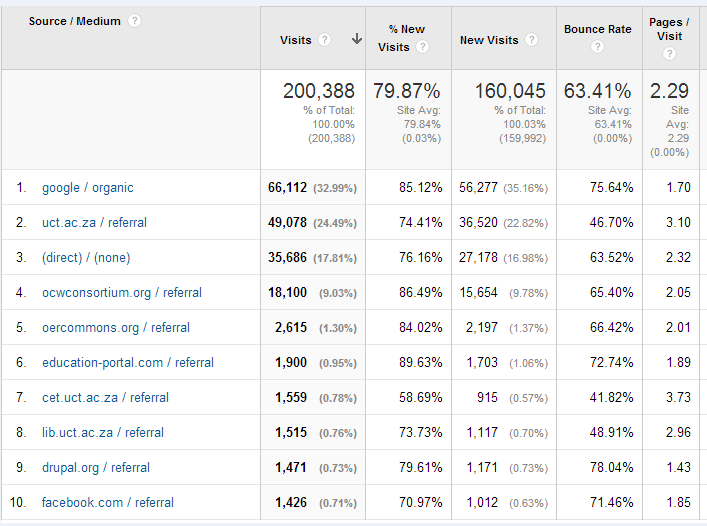 Source / Medium ? Visits ? ↓ % New Visits ? New Visits ? Bounce Rate ? Pages / Visit ?
200,388 79.87% 160,045 63.41% 2.29
% of Total: Site Avg: % of Total: Site Avg: Site
100.00% 79.84% 100.03% 63.41% Avg:
(200,388) (0.03%) (159,992) (0.00%) 2.29
(0.00%)
1. google / organic 66,112 (32.99%) 85.12% 56,277 (35.16%) 75.64% 1.70
2. uct.ac.za / referral 49,078 (24.49%) 74.41% 36,520 (22.82%) 46.70% 3.10
3. (direct) / (none) 35,686 (17.81%) 76.16% 27,178 (16.98%) 63.52% 2.32
4. ocwconsortium.org / referral 18,100 (9.03%) 86.49% 15,654 (9.78%) 65.40% 2.05
5. oercommons.org / referral 2,615 (1.30%) 84.02% 2,197 (1.37%) 66.42% 2.01
6. education-portal.com / referral 1,900 (0.95%) 89.63% 1,703 (1.06%) 72.74% 1.89
7. cet.uct.ac.za / referral 1,559 (0.78%) 58.69% 915 (0.57%) 41.82% 3.73
8. lib.uct.ac.za / referral 1,515 (0.76%) 73.73% 1,117 (0.70%) 48.91% 2.96
9. drupal.org / referral 1,471 (0.73%) 79.61% 1,171 (0.73%) 78.04% 1.43
10. facebook.com / referral 1,426 (0.71%) 70.97% 1,012 (0.63%) 71.46% 1.85